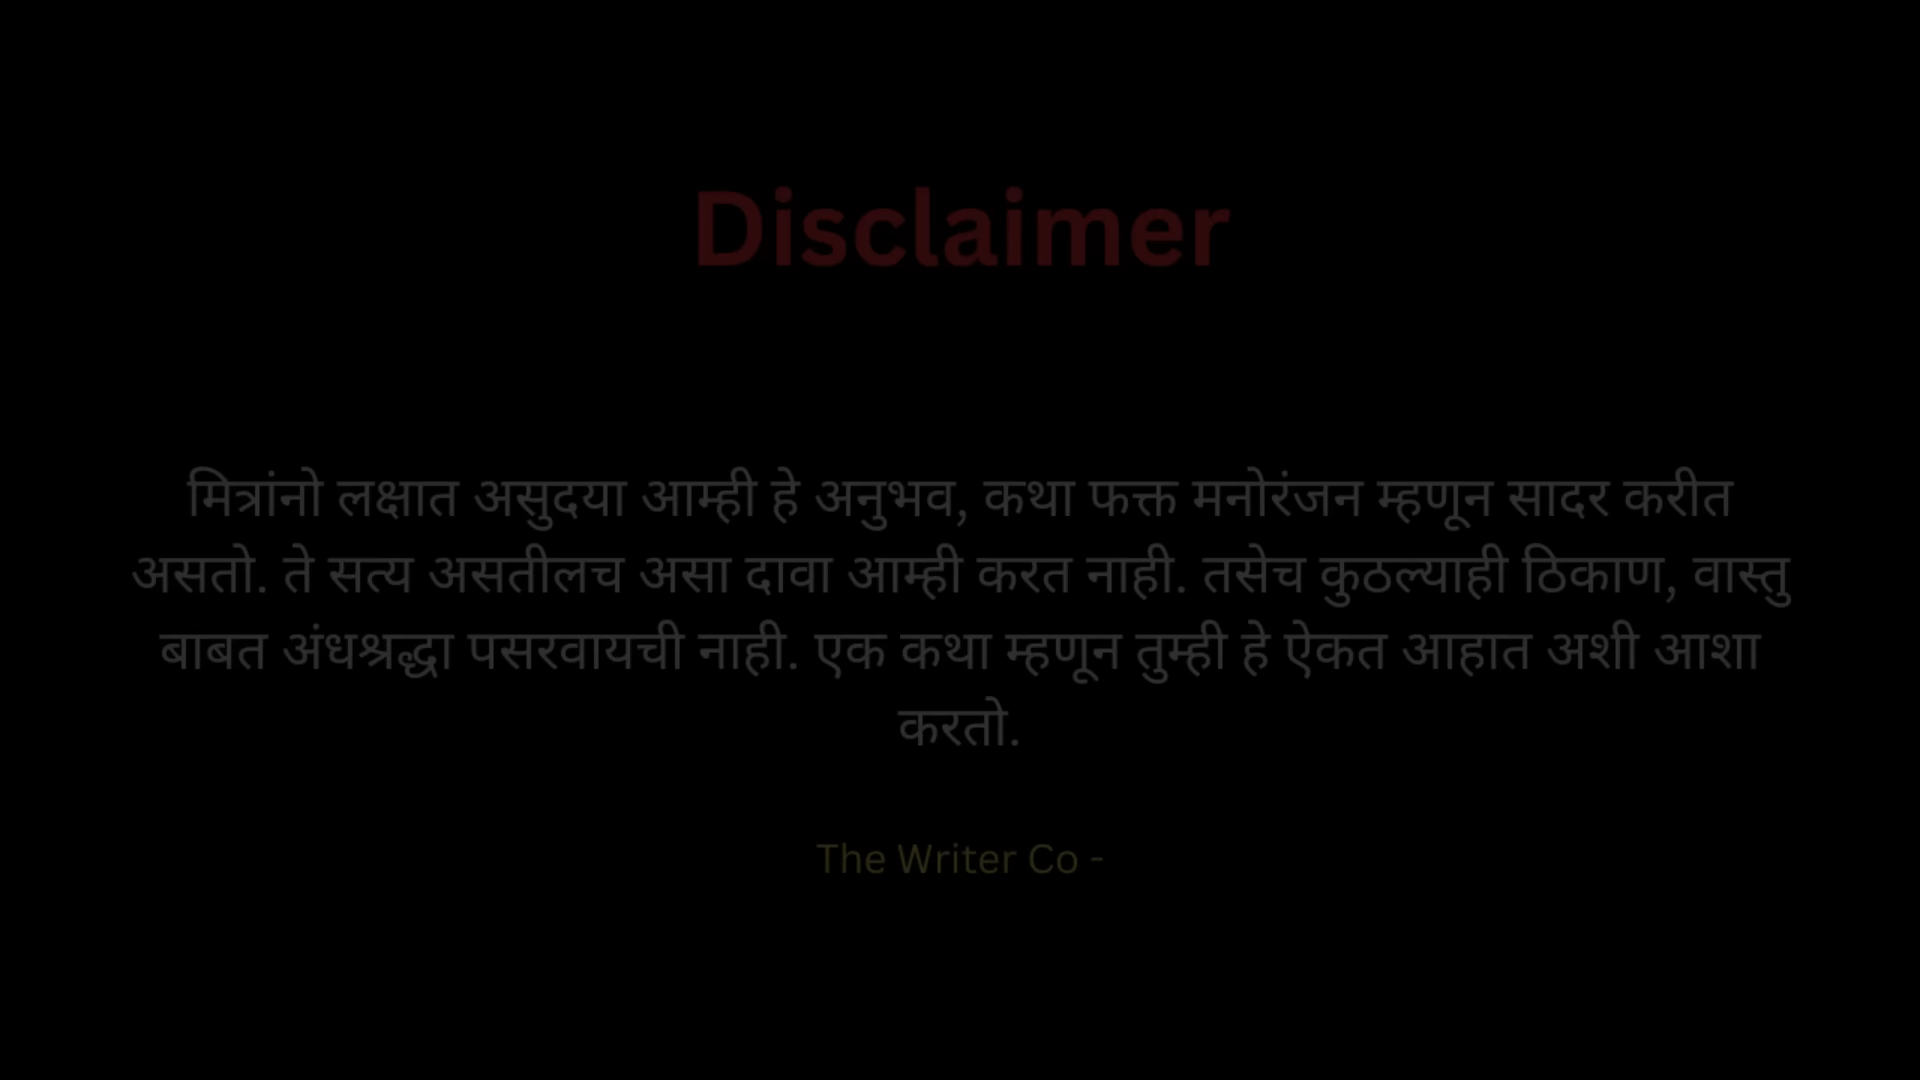 Disclaimer
मित्रांनो लक्षात असुदया आम्ही हे अनुभव, कथा फक्त मनोरंजन म्हणून सादर करीत
असतो. ते सत्य असतीलच असा दावा आम्ही करत नाही. तसेच कुठल्याही ठिकाण, वास्तु
बाबत अंधश्रद्धा पसरवायची नाही. एक कथा म्हणून तुम्ही हे ऐकत आहात अशी आशा
करतो.
The Writer Co -